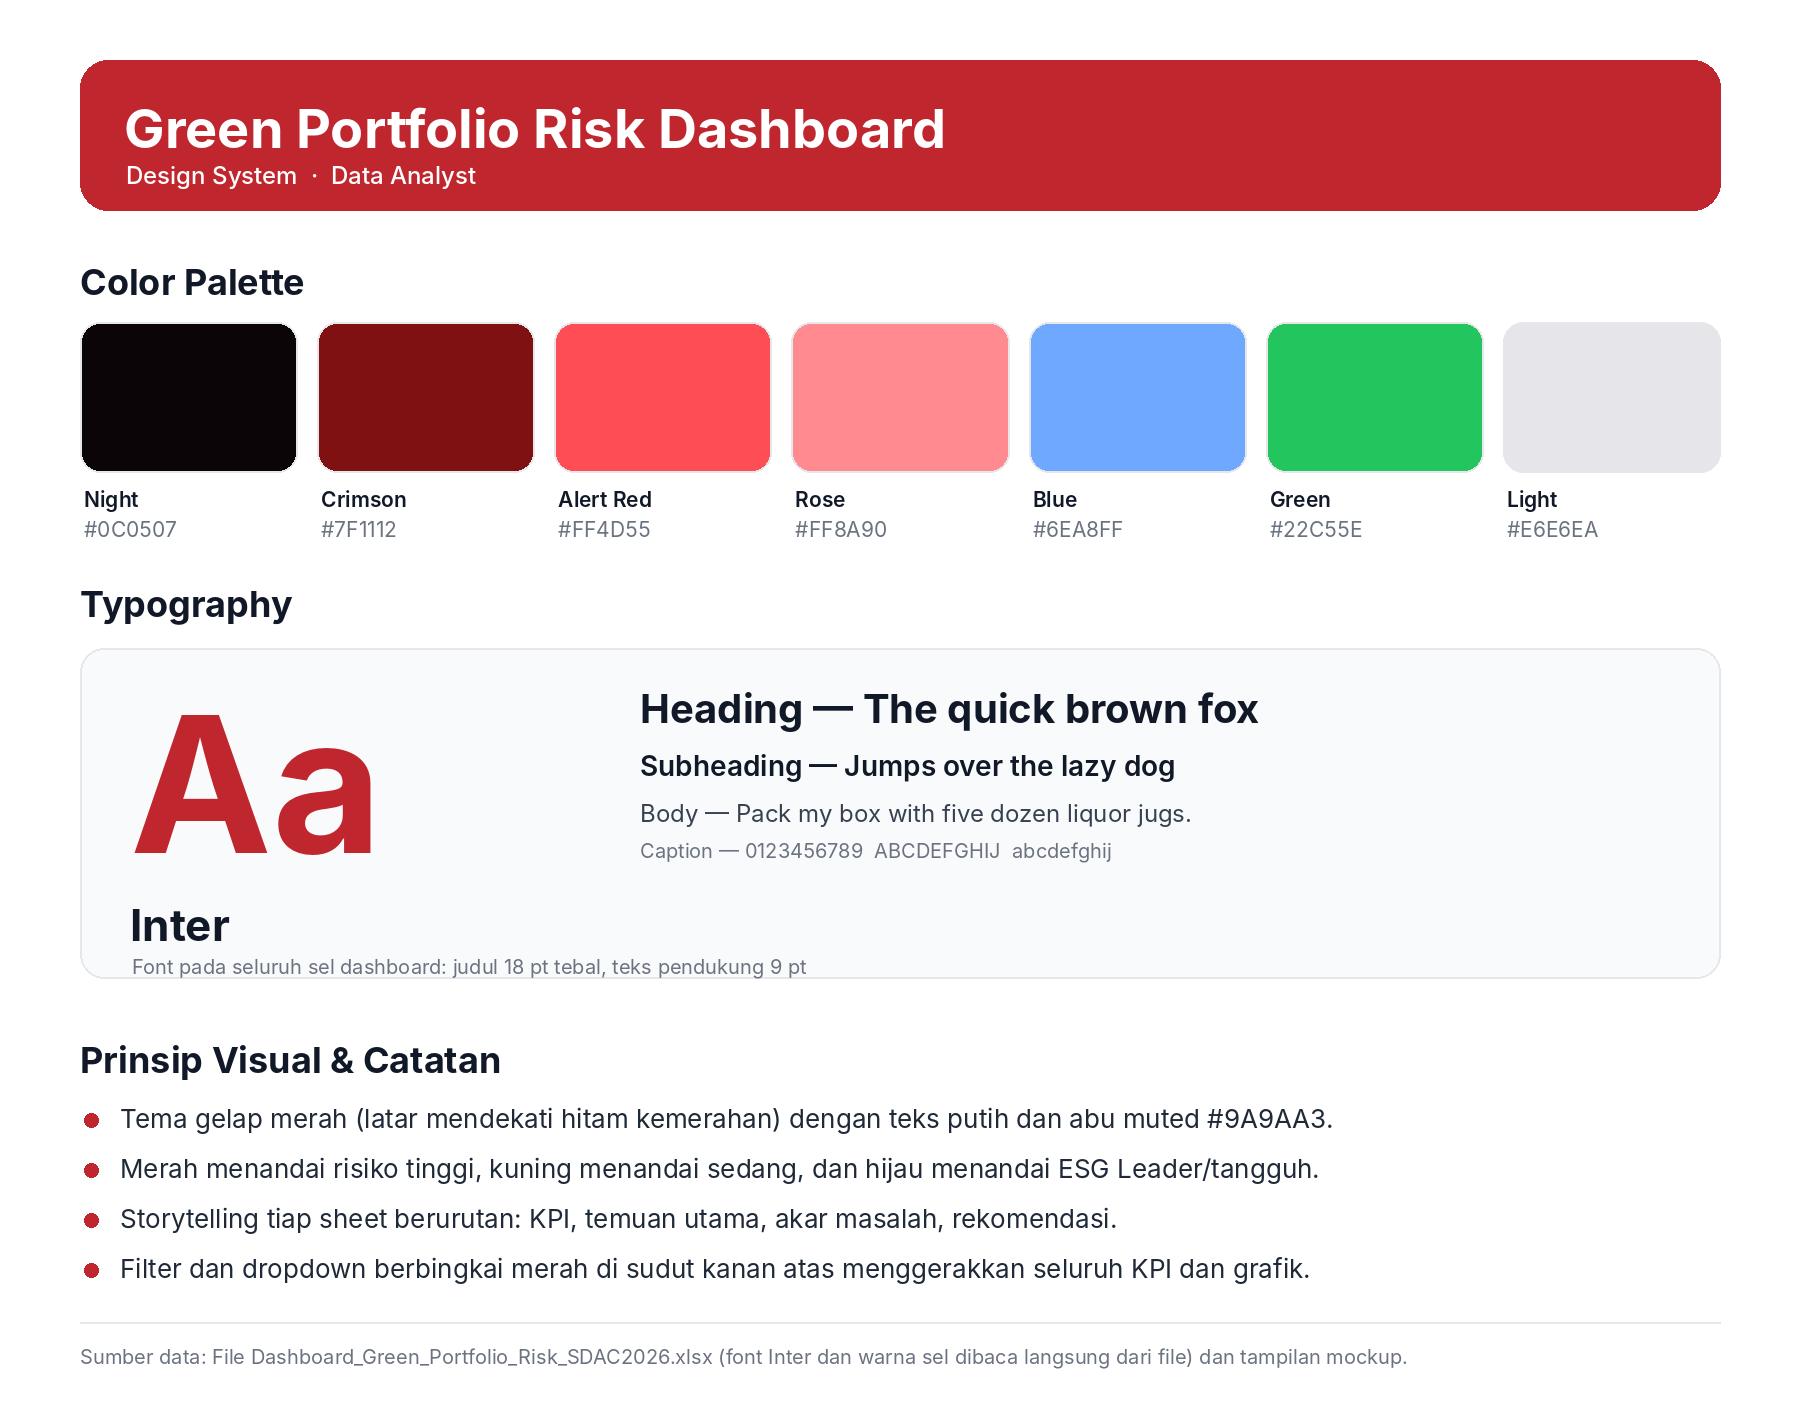 Green Portfolio Risk Dashboard
Design System · Data Analyst
Color Palette
Night
#0C0507
Crimson
#7F1112
Alert Red
#FF4D55
Rose
#FF8A90
Blue
#6EA8FF
Green
#22C55E
Light
#E6E6EA
Typography
Aa
Inter
Font pada seluruh sel dashboard: judul 18 pt tebal, teks pendukung 9 pt
Heading — The quick brown fox
Subheading — Jumps over the lazy dog
Body — Pack my box with five dozen liquor jugs.
Caption — 0123456789 ABCDEFGHIJ abcdefghij
Prinsip Visual & Catatan
Tema gelap merah (latar mendekati hitam kemerahan) dengan teks putih dan abu muted #9A9AA3.
Merah menandai risiko tinggi, kuning menandai sedang, dan hijau menandai ESG Leader/tangguh.
Storytelling tiap sheet berurutan: KPI, temuan utama, akar masalah, rekomendasi.
Filter dan dropdown berbingkai merah di sudut kanan atas menggerakkan seluruh KPI dan grafik.
Sumber data: File Dashboard_Green_Portfolio_Risk_SDAC2026.xlsx (font Inter dan warna sel dibaca langsung dari file) dan tampilan mockup.